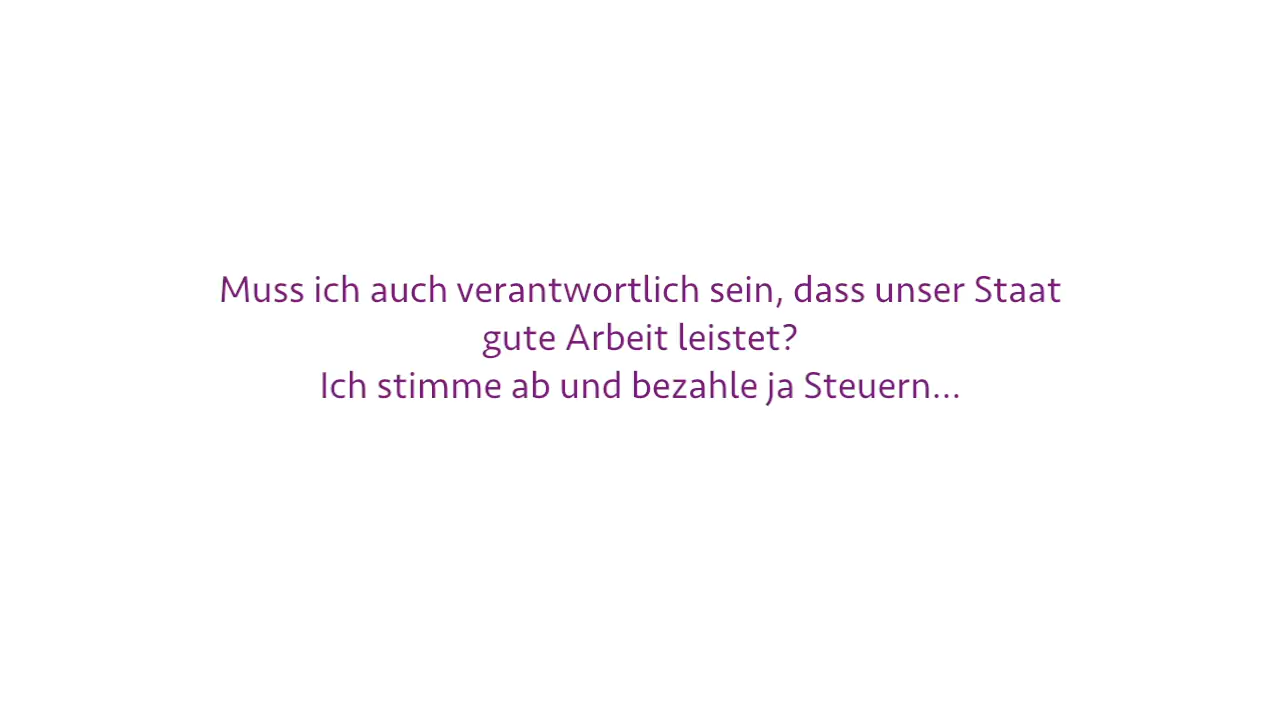 Muss ich auch verantwortlich sein, dass unser Staat
gute Arbeit leistet?
Ich stimme ab und bezahle ja Steuern...